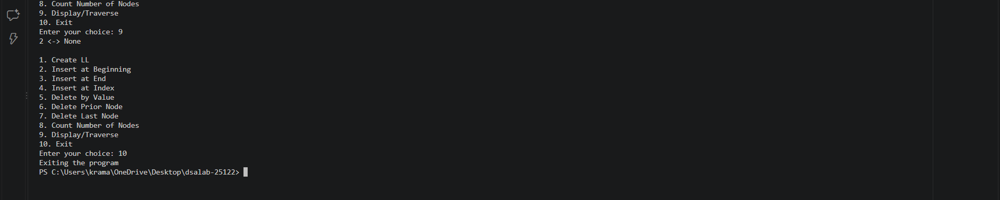 8. Count Number of Nodes
9. Display/Traverse
10. Exit
Enter your choice: 9
2 <-> None
1. Create LL
2. Insert at Beginning
3. Insert at End
4. Insert at Index
5. Delete by Value
6. Delete Prior Node
7. Delete Last Node
8. Count Number of Nodes
9. Display/Traverse
10. Exit
Enter your choice: 10
Exiting the program
PS C:\Users\krama\OneDrive\Desktop\dsalab-25122>